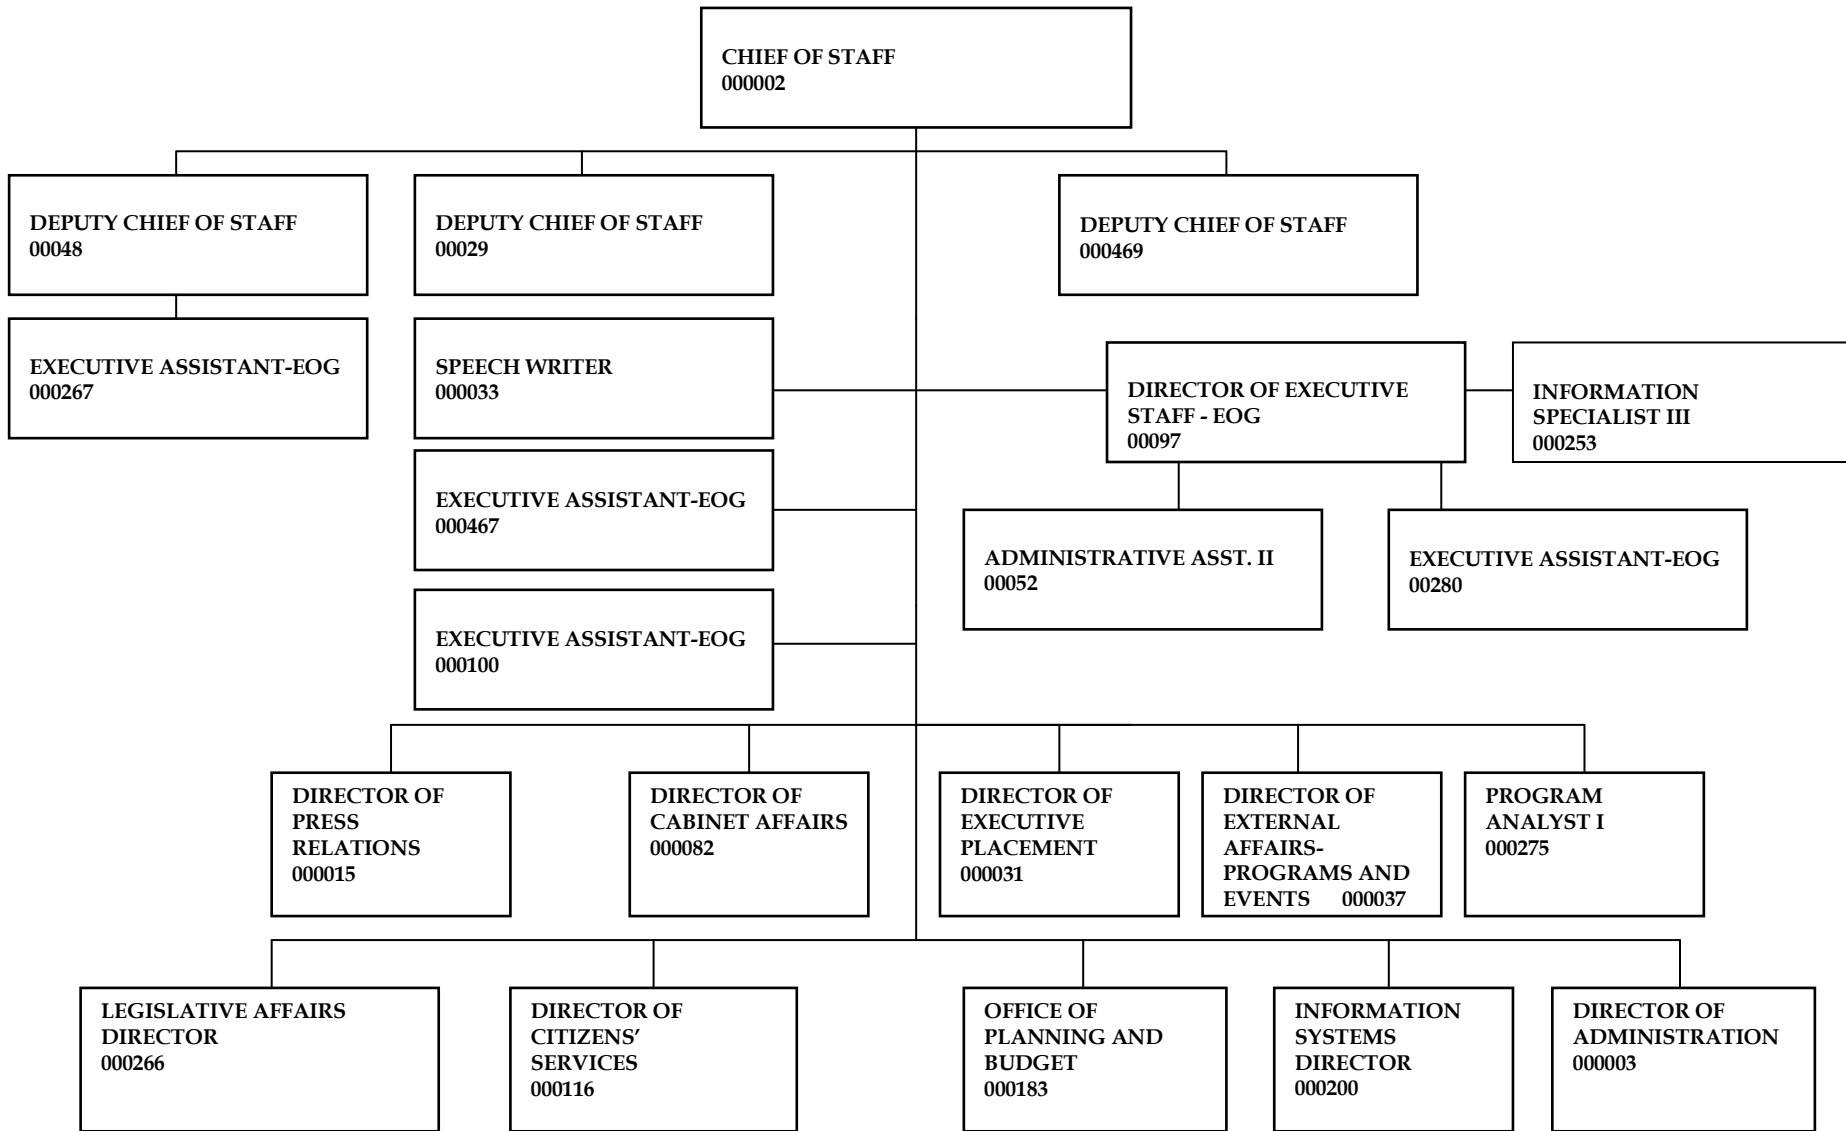 CHIEF OF STAFF
000002
DEPUTY CHIEF OF STAFF
00048
DEPUTY CHIEF OF STAFF
00029
DEPUTY CHIEF OF STAFF
000469
EXECUTIVE ASSISTANT-EOG
000267
SPEECH WRITER
000033
DIRECTOR OF EXECUTIVE
STAFF - EOG
00097
INFORMATION
SPECIALIST III
000253
EXECUTIVE ASSISTANT-EOG
000467
ADMINISTRATIVE ASST. II
00052
EXECUTIVE ASSISTANT-EOG
00280
EXECUTIVE ASSISTANT-EOG
000100
DIRECTOR OF
PRESS
RELATIONS
000015
DIRECTOR OF
CABINET AFFAIRS
000082
DIRECTOR OF
EXECUTIVE
PLACEMENT
000031
DIRECTOR OF
EXTERNAL
AFFAIRS-
PROGRAMS AND
EVENTS 000037
PROGRAM
ANALYST I
000275
LEGISLATIVE AFFAIRS
DIRECTOR
000266
DIRECTOR OF
CITIZENS’
SERVICES
000116
OFFICE OF
PLANNING AND
BUDGET
000183
INFORMATION
SYSTEMS
DIRECTOR
000200
DIRECTOR OF
ADMINISTRATION
000003